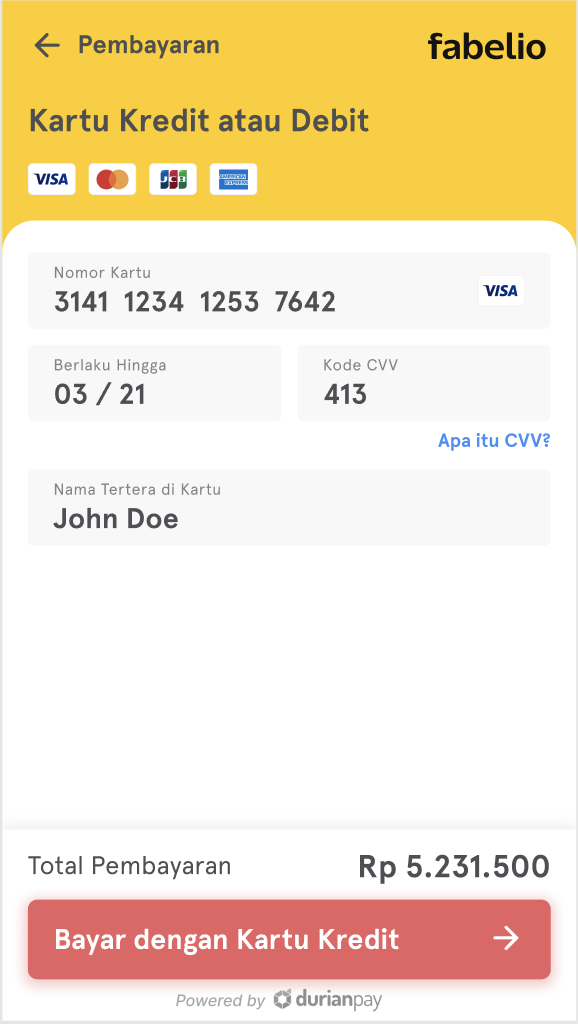 Pembayaran
fabelio
Kartu Kredit atau Debit
VISA
JCB
AMERICAN EXPRESS
Nomor Kartu
3141 1234 1253 7642
VISA
Berlaku Hingga
03 / 21
Kode CVV
413
Apa itu CVV?
Nama Tertera di Kartu
John Doe
Total Pembayaran
Rp 5.231.500
Bayar dengan Kartu Kredit
Powered by durianpay